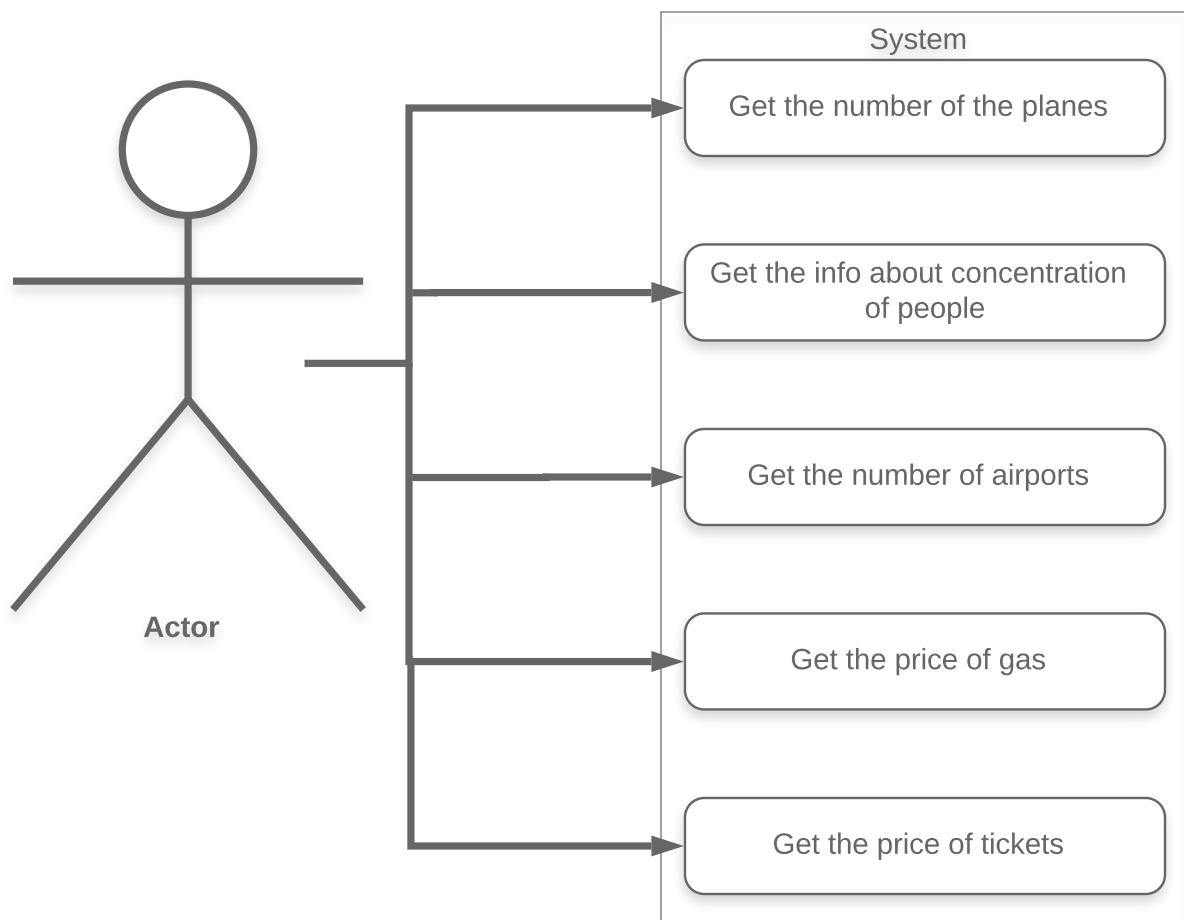 System
Get the number of the planes
Get the info about concentration
of people
Get the number of airports
Get the price of gas
Actor
Get the price of tickets